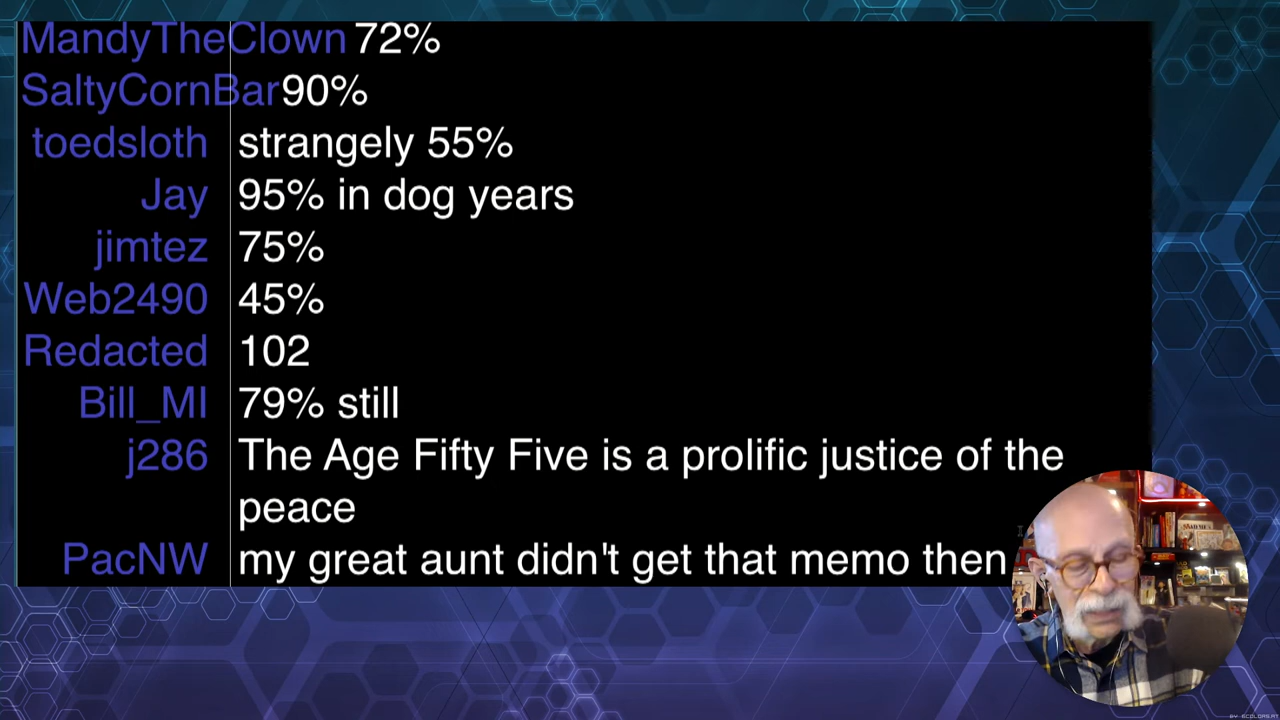 MandyTheClown 72%
SaltyCornBar 90%
toedsloth strangely 55%
Jay 95% in dog years
jimtez 75%
Web2490 45%
Redacted 102
Bill_MI 79% still
j286 The Age Fifty Five is a prolific justice of the
peace
PacNW my great aunt didn't get that memo then